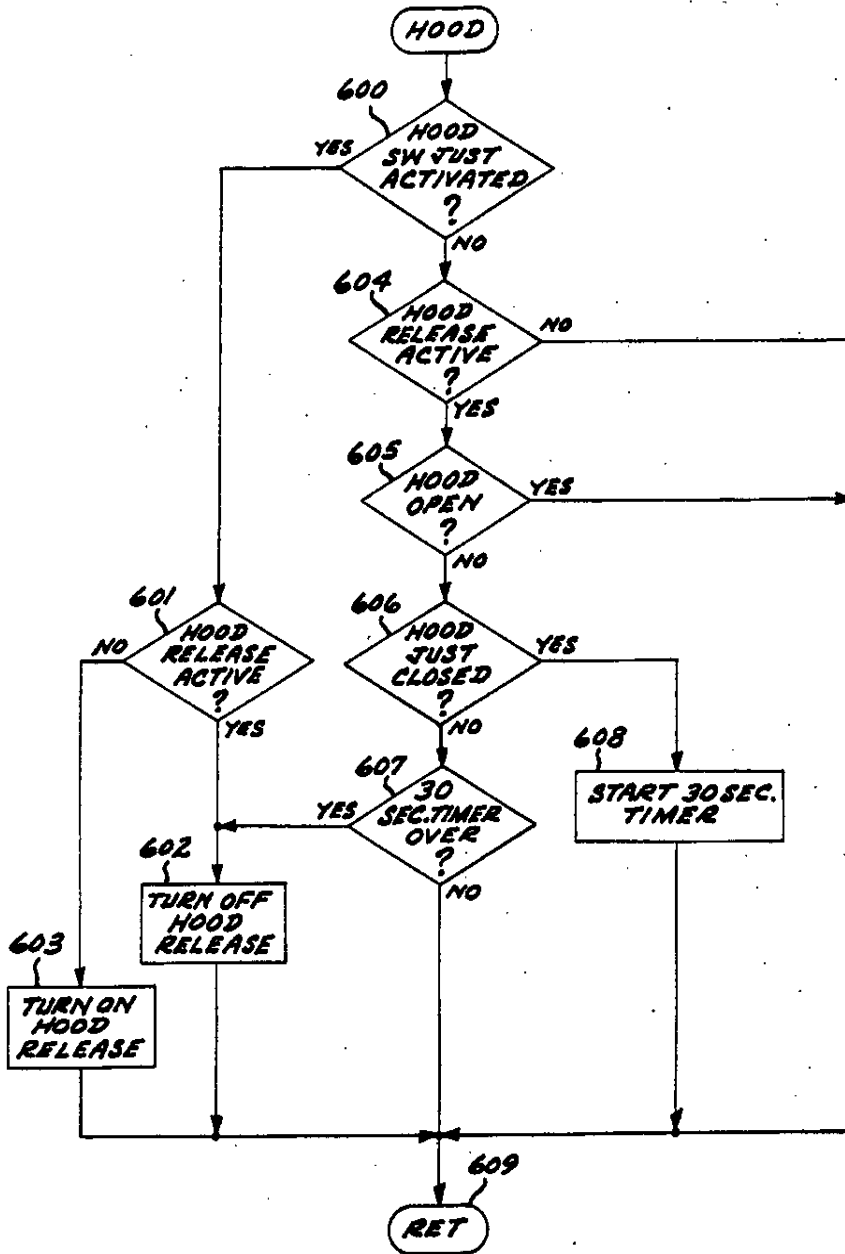 HOOD
600
HOOD
SW JUST
ACTIVATED
?
YES
NO
604
HOOD
RELEASE
ACTIVE
?
NO
YES
605
HOOD
OPEN
?
YES
NO
601
HOOD
RELEASE
ACTIVE
?
NO
YES
606
HOOD
JUST
CLOSED
?
YES
NO
607
30
SEC. TIMER
OVER
?
YES
NO
608
START 30 SEC.
TIMER
602
TURN OFF
HOOD
RELEASE
603
TURN ON
HOOD
RELEASE
609
RET